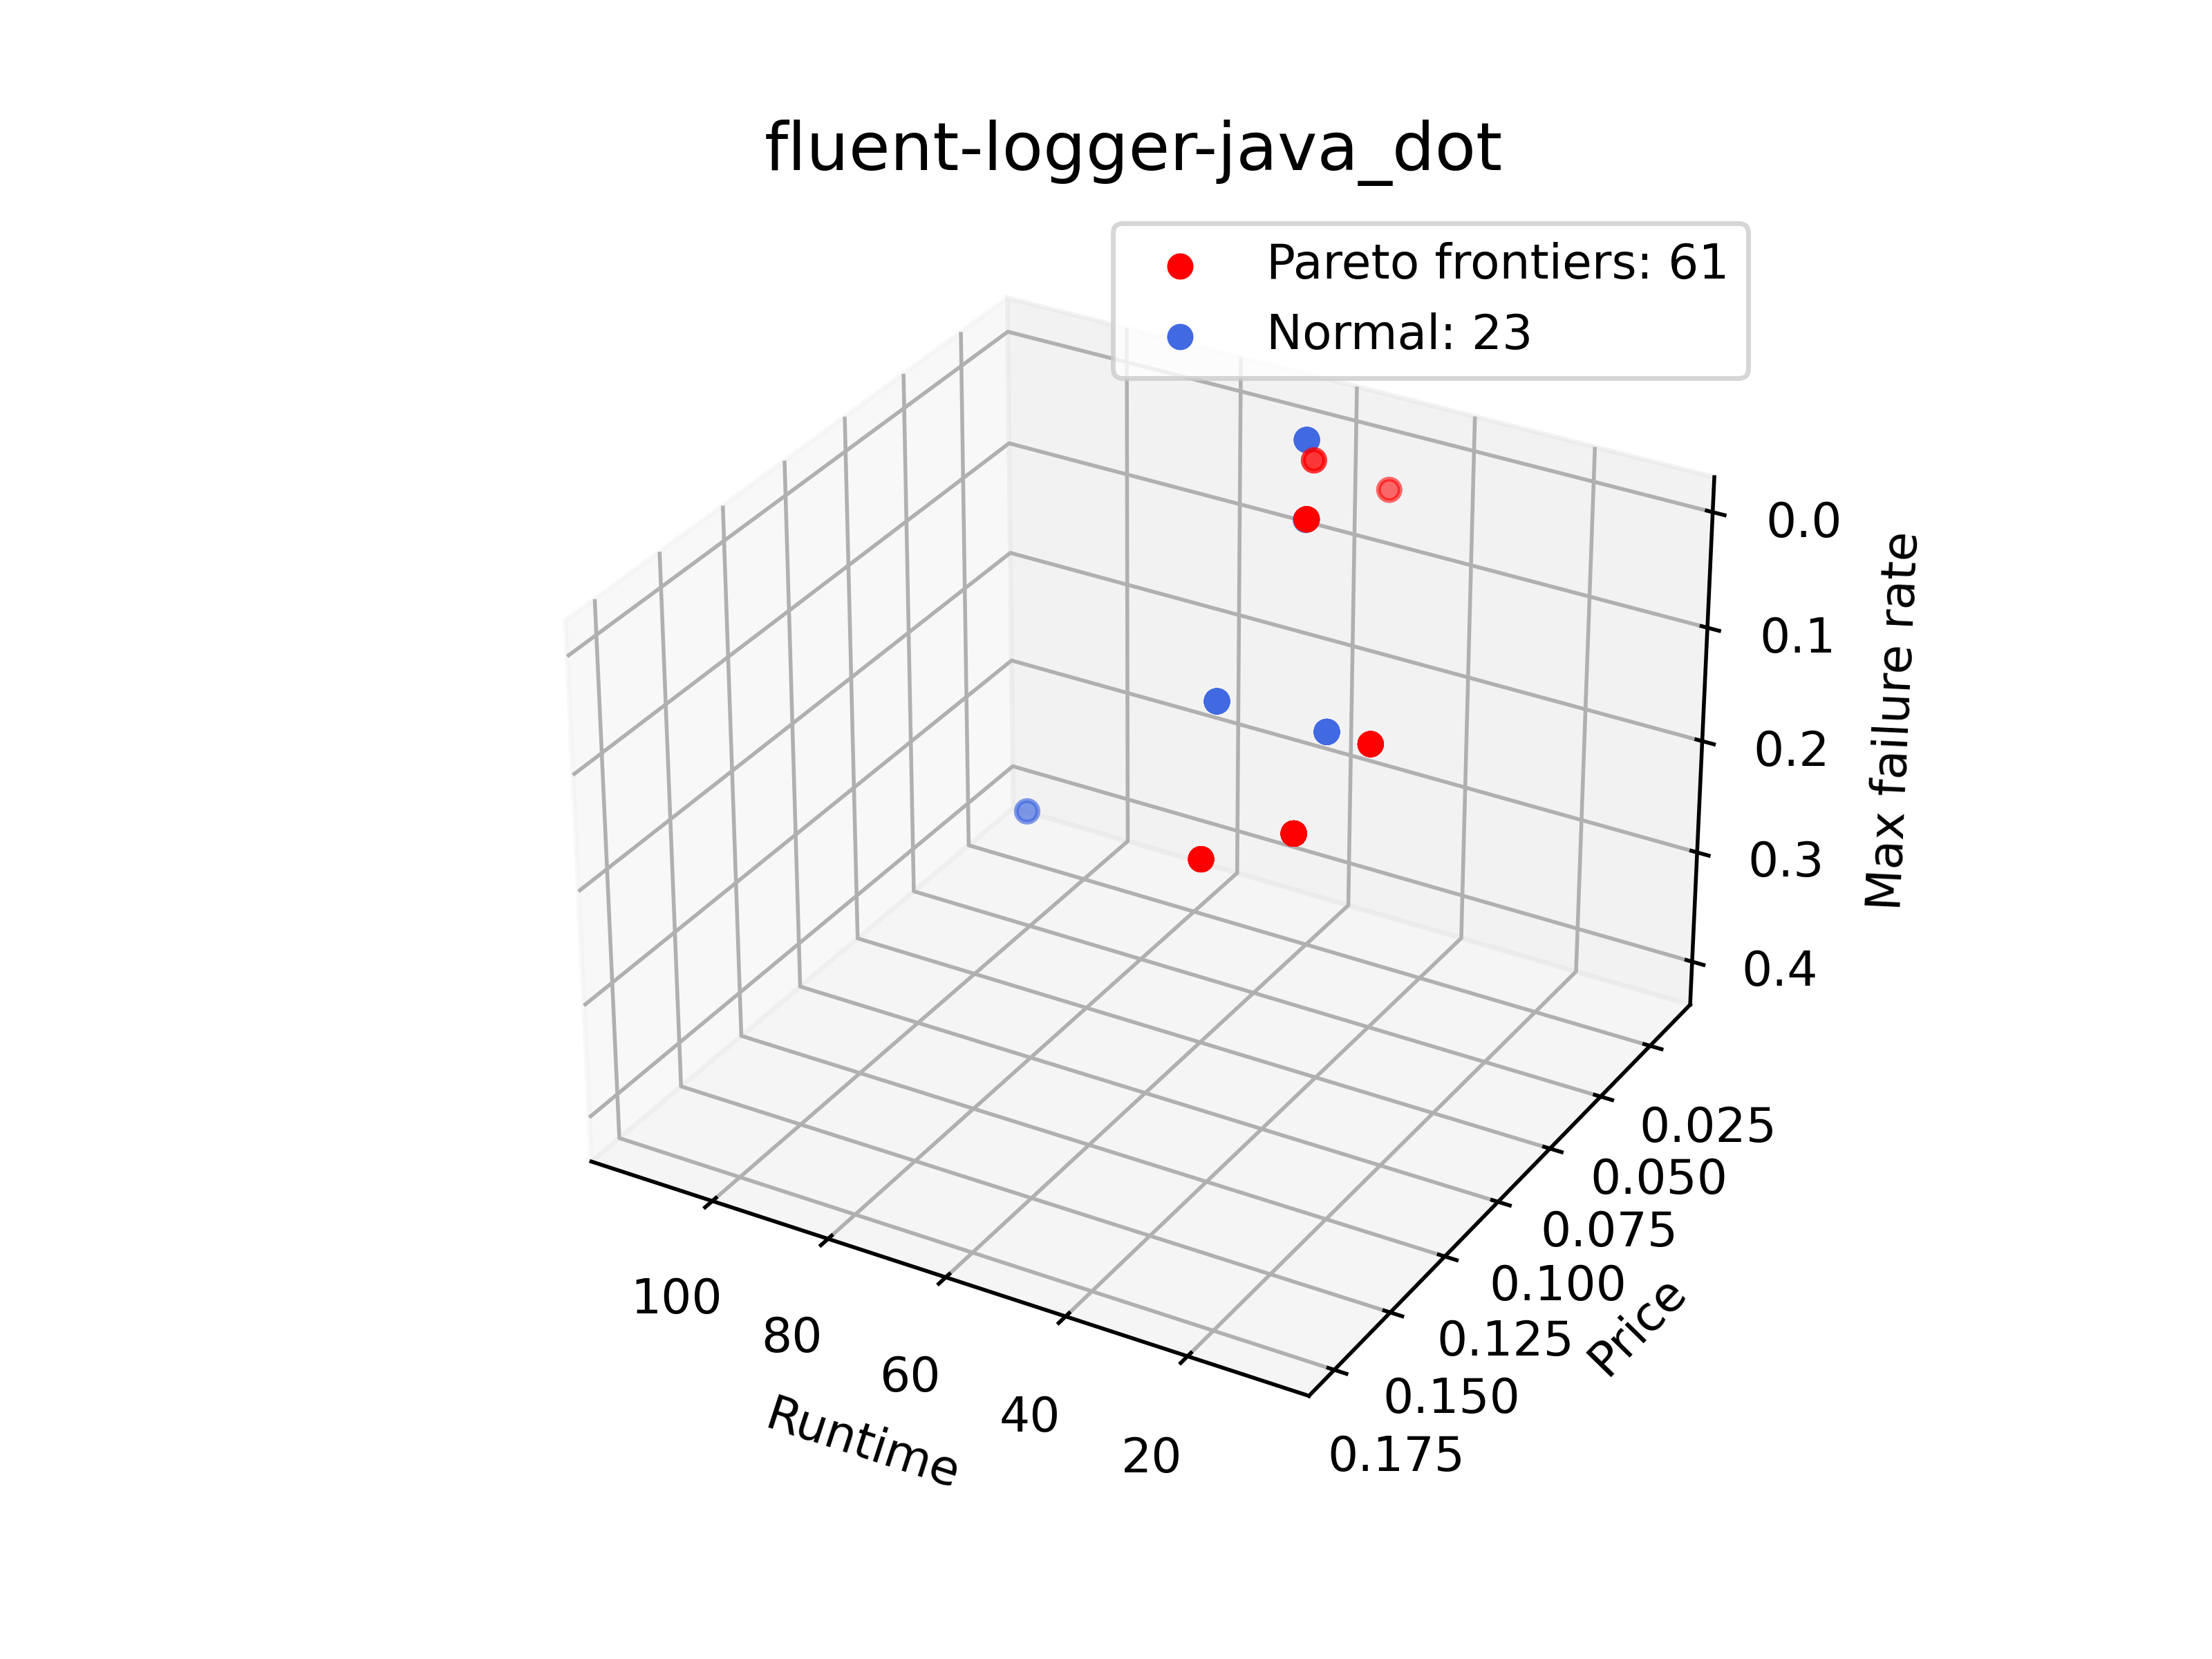 fluent-logger-java_dot
Pareto frontiers: 61
Normal: 23
0.0
0.1
0.2
0.3
0.4
Max failure rate
0.025
0.050
0.075
0.100
0.125
0.150
0.175
Price
100
80
60
40
20
Runtime